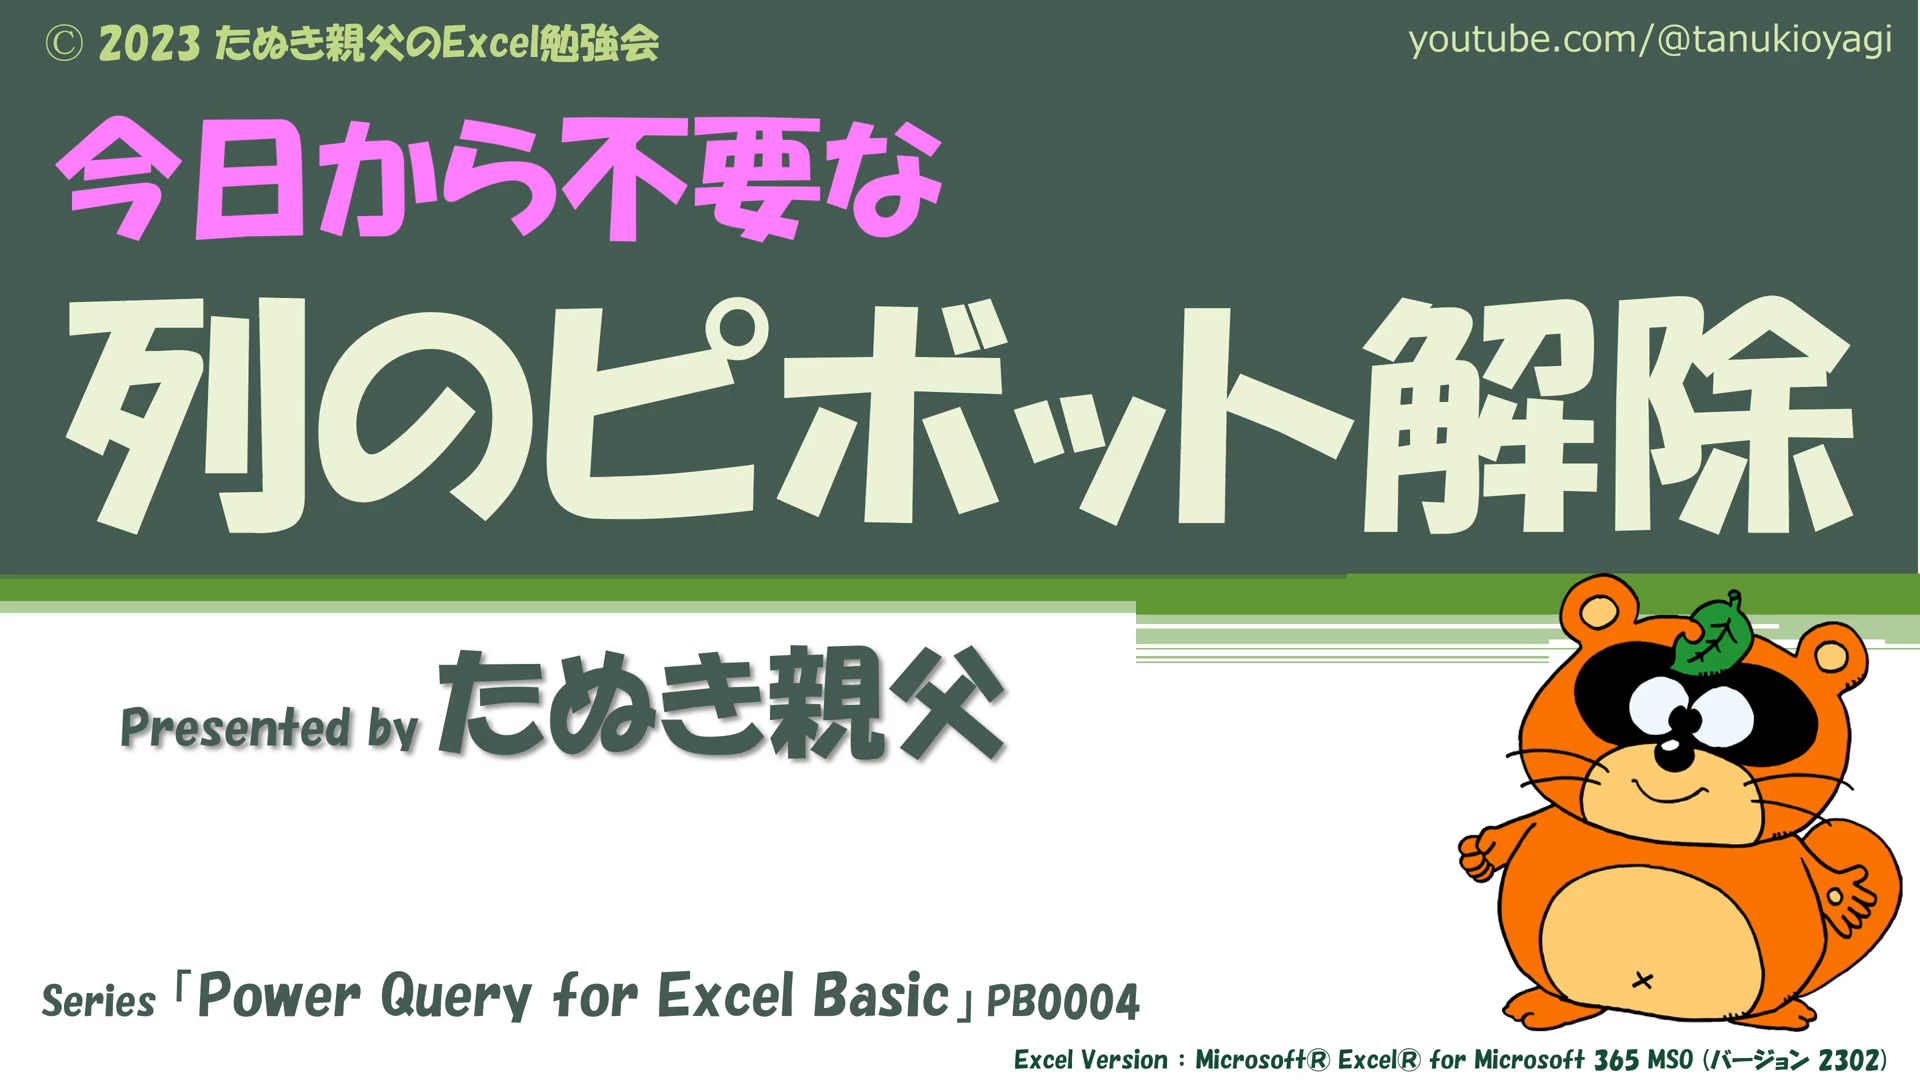 Ⓒ 2023 たぬき親父のExcel勉強会
youtube.com/@tanukioyagi
今日から不要な
列のピボット解除
Presented by たぬき親父
Series「Power Query for Excel Basic」PB0004
Excel Version : MicrosoftⓇ ExcelⓇ for Microsoft 365 MSO (バージョン 2302)